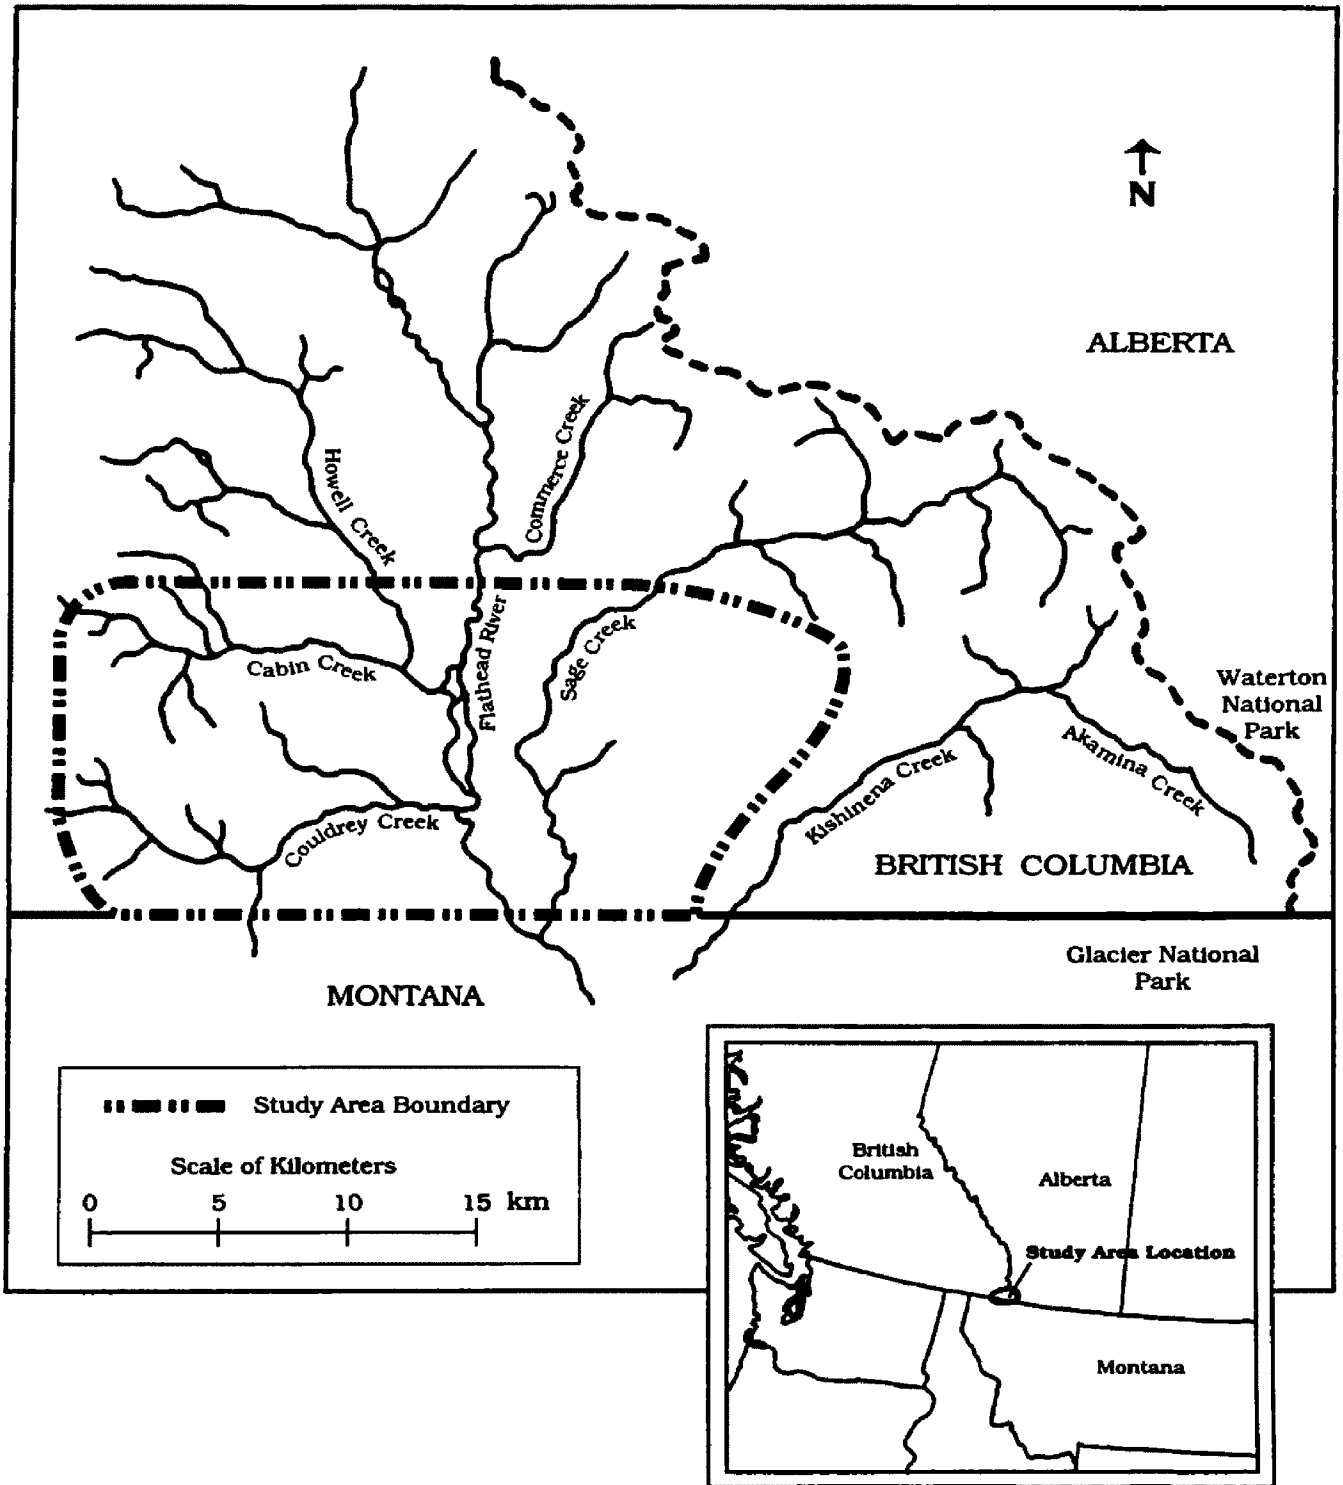 N
ALBERTA
Commerce Creek
Howell Creek
Flathead River
Sage Creek
Cabin Creek
Waterton
National
Park
Akamina Creek
Kishinena Creek
Couldrey Creek
BRITISH COLUMBIA
Glacier National
Park
MONTANA
Study Area Boundary
Scale of Kilometers
0 5 10 15 km
British
Columbia
Alberta
Study Area Location
Montana